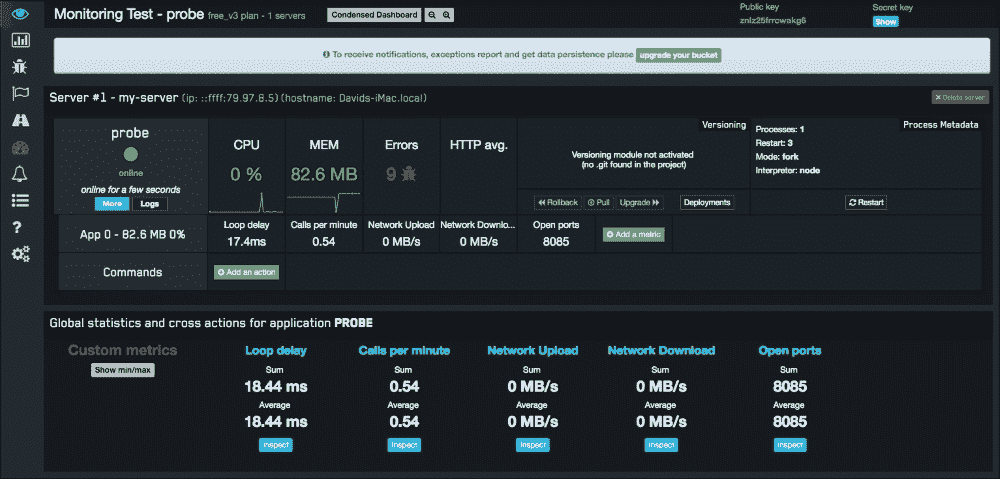 Monitoring Test - probe free_v3 plan - 1 servers
Condensed Dashboard
Public key
znlz25frrcwakg6
Secret key
Show
To receive notifications, exceptions report and get data persistence please upgrade your bucket
Server #1 - my-server (ip: ::ffff:79.97.6.5) (hostname: Davids-iMac.local)
Delete server
probe
online
online for a few seconds
More
Logs
CPU
0 %
MEM
82.6 MB
Errors
9
HTTP avg.
Versioning
Versioning module not activated
(no .git found in the project)
Rollback
Pull
Upgrade
Deployments
Process Metadata
Processes: 1
Restart: 3
Mode: fork
Interpreter: node
Restart
App 0 - 82.6 MB 0%
Loop delay
17.4ms
Calls per minute
0.54
Network Upload
0 MB/s
Network Downlo...
0 MB/s
Open ports
8085
Add a metric
Commands
Add an action
Global statistics and cross actions for application PROBE
Custom metrics
Show min/max
Loop delay
Sum
18.44 ms
Average
18.44 ms
Inspect
Calls per minute
Sum
0.54
Average
0.54
Inspect
Network Upload
Sum
0 MB/s
Average
0 MB/s
Inspect
Network Download
Sum
0 MB/s
Average
0 MB/s
Inspect
Open ports
Sum
8085
Average
8085
Inspect